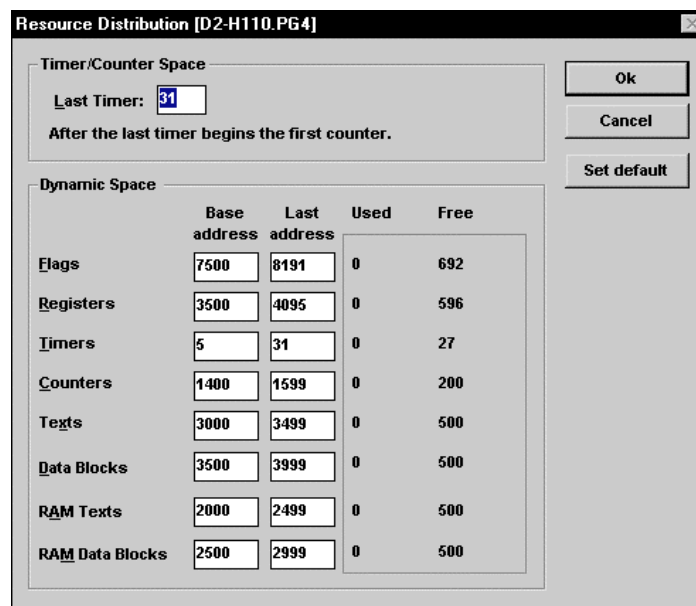 Resource Distribution [D2-H110.PG4]
Timer/Counter Space
Last Timer: 31
After the last timer begins the first counter.
Ok
Cancel
Set default
Dynamic Space
Base address Last address Used Free
Flags 7500 8191 0 692
Registers 3500 4095 0 596
Timers 5 31 0 27
Counters 1400 1599 0 200
Texts 3000 3499 0 500
Data Blocks 3500 3999 0 500
RAM Texts 2000 2499 0 500
RAM Data Blocks 2500 2999 0 500